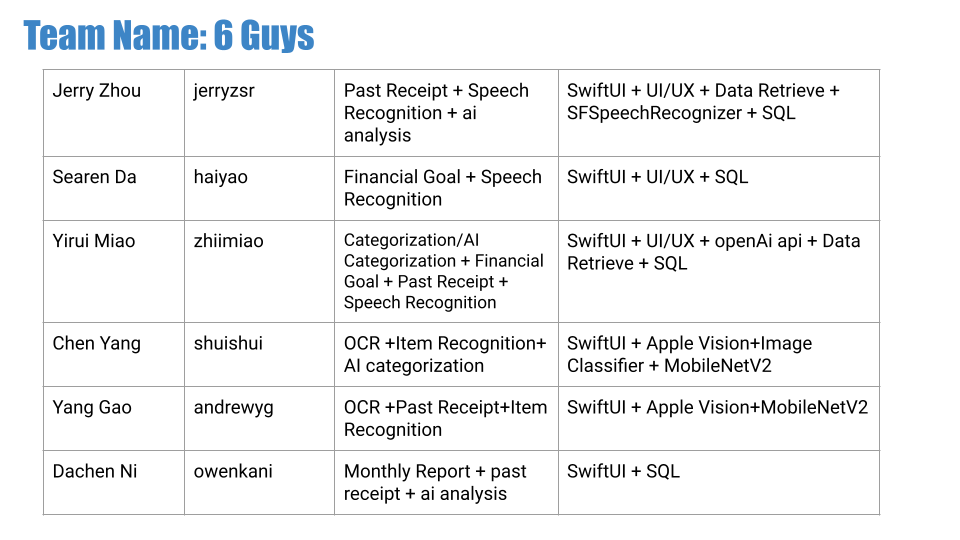 Team Name: 6 Guys
Jerry Zhou
jerryzsr
Past Receipt + Speech
Recognition + ai
analysis
SwiftUI + UI/UX + Data Retrieve +
SFSpeechRecognizer + SQL
Searen Da
haiyao
Financial Goal + Speech
Recognition
SwiftUI + UI/UX + SQL
Yirui Miao
zhiimiao
Categorization/AI
Categorization + Financial
Goal + Past Receipt +
Speech Recognition
SwiftUI + UI/UX + openAi api + Data
Retrieve + SQL
Chen Yang
shuishui
OCR +Item Recognition+
AI categorization
SwiftUI + Apple Vision+Image
Classifier + MobileNetV2
Yang Gao
andrewyg
OCR +Past Receipt+Item
Recognition
SwiftUI + Apple Vision+MobileNetV2
Dachen Ni
owenkani
Monthly Report + past
receipt + ai analysis
SwiftUI + SQL